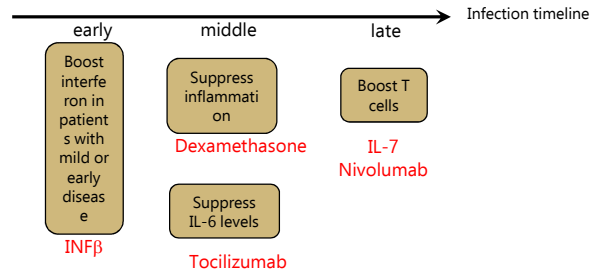 Infection timeline
early
middle
late
Boost
interfe
ron in
patient
s with
mild or
early
diseas
e
INFβ
Suppress
inflammati
on
Dexamethasone
Suppress
IL-6 levels
Tocilizumab
Boost T
cells
IL-7
Nivolumab